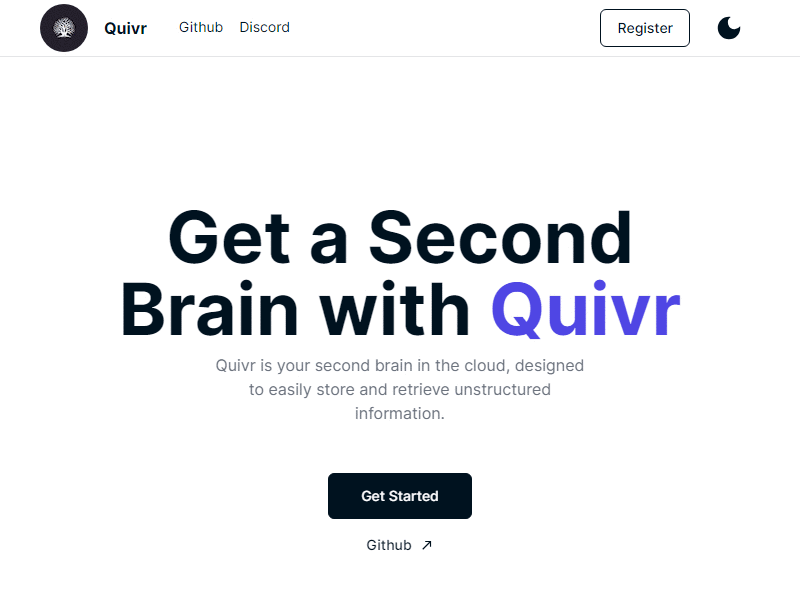 Quivr
Github
Discord
Register
Get a Second
Brain with Quivr
Quivr is your second brain in the cloud, designed
to easily store and retrieve unstructured
information.
Get Started
Github